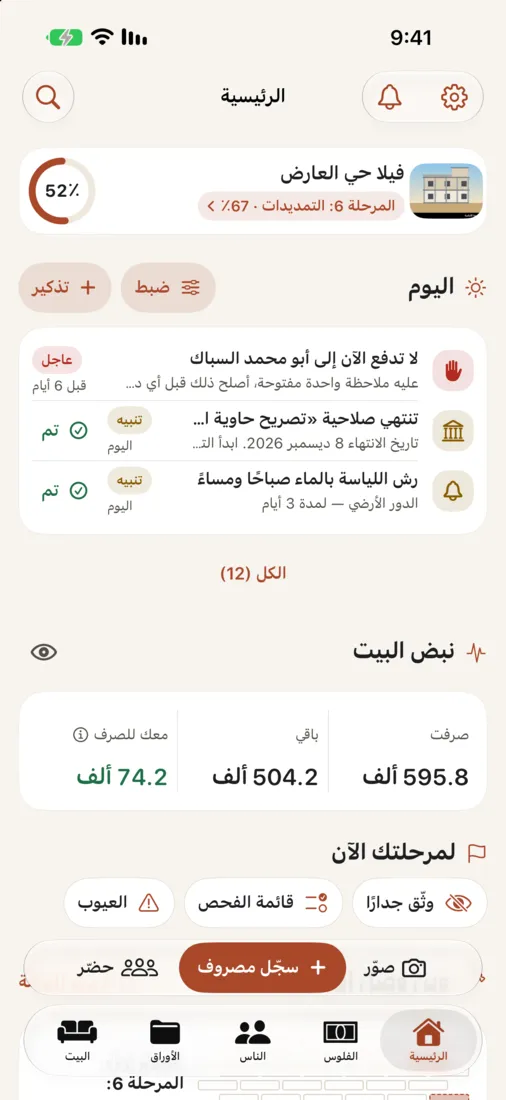 9:41
الرئيسية
فيلا حي العارض
المرحلة 6: التمديدات · 67٪
52٪
اليوم
ضبط
تذكير
لا تدفع الآن إلى أبو محمد السباك
عاجل
عليه ملاحظة واحدة مفتوحة، أصلح ذلك قبل أي د...
قبل 6 أيام
تنتهي صلاحية «تصريح حاوية ا...
تنبيه
تم
تاريخ الانتهاء 8 ديسمبر 2026. ابدأ التـ...
اليوم
رش اللياسة بالماء صباحًا ومساءً
تنبيه
تم
الدور الأرضي — لمدة 3 أيام
اليوم
الكل (12)
نبض البيت
صرفت
باقي
معك للصرف
595.8 ألف
504.2 ألف
74.2 ألف
لمرحلتك الآن
وثّق جدارًا
قائمة الفحص
العيوب
صوّر
سجّل مصروف
حضّر
الرئيسية
الفلوس
الناس
الأوراق
البيت
المرحلة 6: